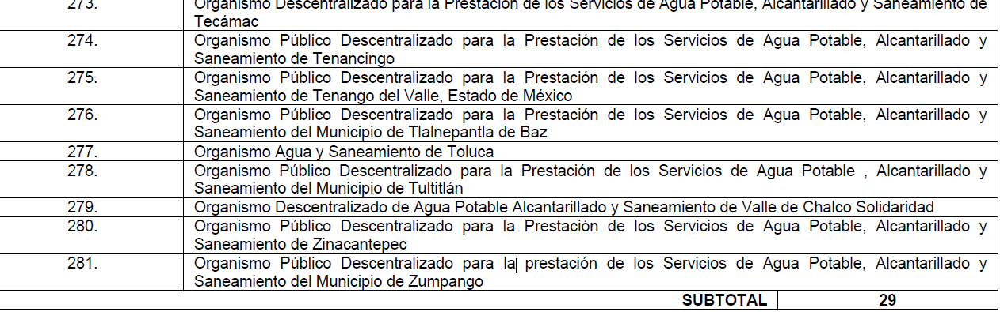 273. Organismo Descentralizado para la Prestación de los Servicios de Agua Potable, Alcantarillado y Saneamiento de
Tecámac
274. Organismo Público Descentralizado para la Prestación de los Servicios de Agua Potable, Alcantarillado y
Saneamiento de Tenancingo
275. Organismo Público Descentralizado para la Prestación de los Servicios de Agua Potable, Alcantarillado y
Saneamiento de Tenango del Valle, Estado de México
276. Organismo Público Descentralizado para la Prestación de los Servicios de Agua Potable, Alcantarillado y
Saneamiento del Municipio de Tlalnepantla de Baz
277. Organismo Agua y Saneamiento de Toluca
278. Organismo Público Descentralizado para la Prestación de los Servicios de Agua Potable , Alcantarillado y
Saneamiento del Municipio de Tultitlán
279. Organismo Descentralizado de Agua Potable Alcantarillado y Saneamiento de Valle de Chalco Solidaridad
280. Organismo Público Descentralizado para la Prestación de los Servicios de Agua Potable, Alcantarillado y
Saneamiento de Zinacantepec
281. Organismo Público Descentralizado para la prestación de los Servicios de Agua Potable, Alcantarillado y
Saneamiento del Municipio de Zumpango
SUBTOTAL 29